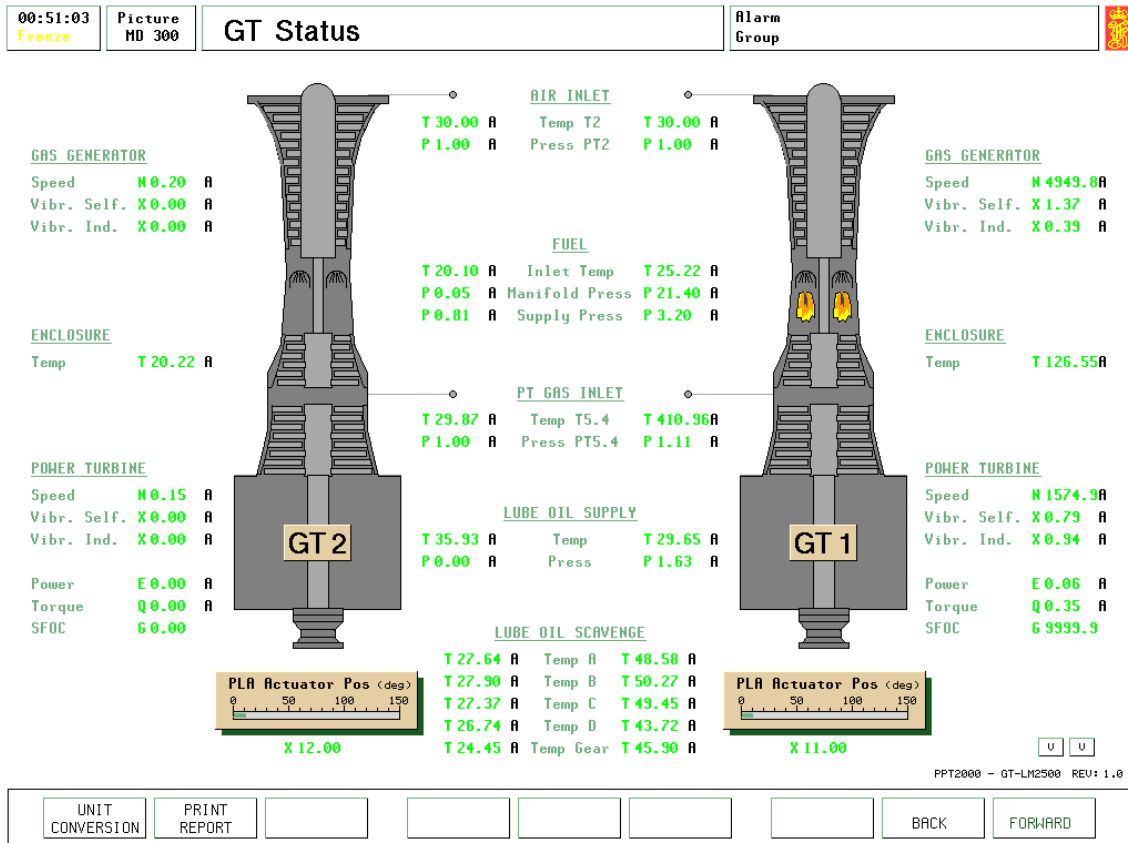 00:51:03
Freeze
Picture
MD 300
GT Status
Alarm
Group
AIR INLET
T 30.00 A Temp T2 T 30.00 A
P 1.00 A Press PT2 P 1.00 A
GAS GENERATOR
Speed N 0.20 A
Vibr. Self. X 0.00 A
Vibr. Ind. X 0.00 A
GAS GENERATOR
Speed N 4949.8A
Vibr. Self. X 1.37 A
Vibr. Ind. X 0.39 A
FUEL
T 20.10 A Inlet Temp T 25.22 A
P 0.05 A Manifold Press P 21.40 A
P 0.81 A Supply Press P 3.20 A
ENCLOSURE
Temp T 20.22 A
ENCLOSURE
Temp T 126.55A
PT GAS INLET
T 29.87 A Temp T5.4 T 410.96A
P 1.00 A Press PT5.4 P 1.11 A
POWER TURBINE
Speed N 0.15 A
Vibr. Self. X 0.00 A
Vibr. Ind. X 0.00 A
Power E 0.00 A
Torque Q 0.00 A
SFOC G 0.00
GT 2
LUBE OIL SUPPLY
T 35.93 A Temp T 29.65 A
P 0.00 A Press P 1.63 A
GT 1
POWER TURBINE
Speed N 1574.9A
Vibr. Self. X 0.79 A
Vibr. Ind. X 0.94 A
Power E 0.06 A
Torque Q 0.35 A
SFOC G 9999.9
LUBE OIL SCAVENGE
T 27.64 A Temp A T 48.58 A
T 27.90 A Temp B T 50.27 A
T 27.37 A Temp C T 49.45 A
T 26.74 A Temp D T 43.72 A
T 24.45 A Temp Gear T 45.90 A
PLA Actuator Pos (deg)
0 50 100 150
X 12.00
PLA Actuator Pos (deg)
0 50 100 150
X 11.00
V V
PPT2000 - GT-LM2500 REV: 1.0
UNIT
CONVERSION
PRINT
REPORT
BACK
FORWARD